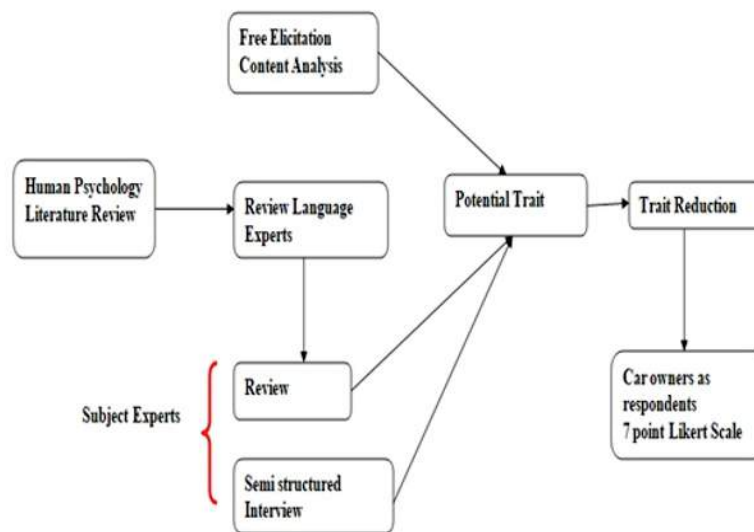 Free Elicitation
Content Analysis
Human Psychology
Literature Review
Review Language
Experts
Potential Trait
Trait Reduction
Subject Experts
Review
Semi structured
Interview
Car owners as
respondents
7 point Likert Scale